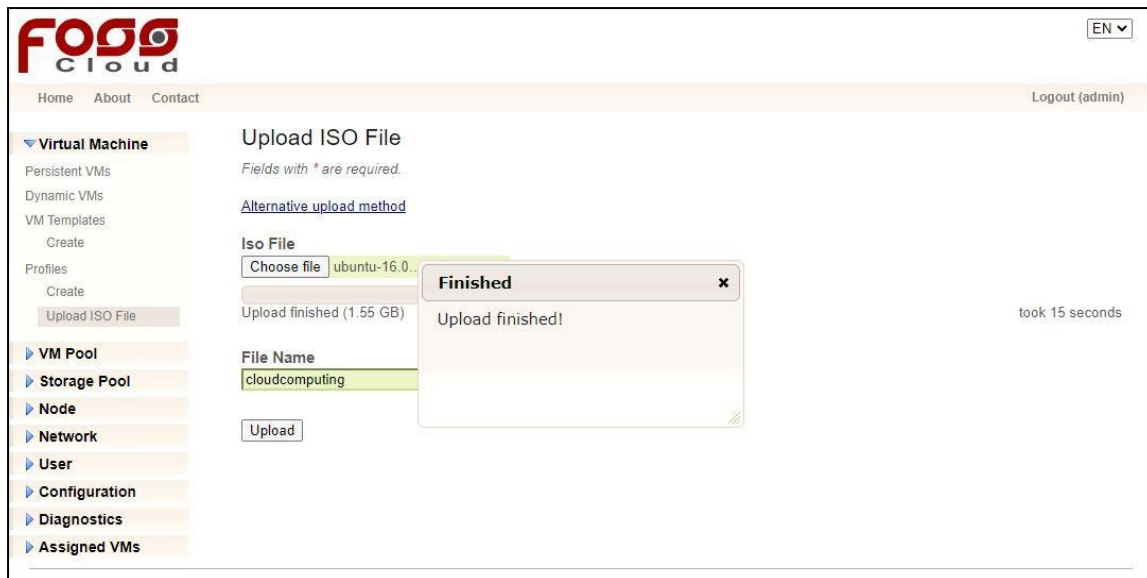 FOSS
Cloud
EN
Home About Contact
Logout (admin)
Virtual Machine
Persistent VMs
Dynamic VMs
VM Templates
Create
Profiles
Create
Upload ISO File
VM Pool
Storage Pool
Node
Network
User
Configuration
Diagnostics
Assigned VMs
Upload ISO File
Fields with * are required.
Alternative upload method
Iso File
Choose file ubuntu-16.0..
Upload finished (1.55 GB)
took 15 seconds
File Name
cloudcomputing
Upload
Finished ×
Upload finished!